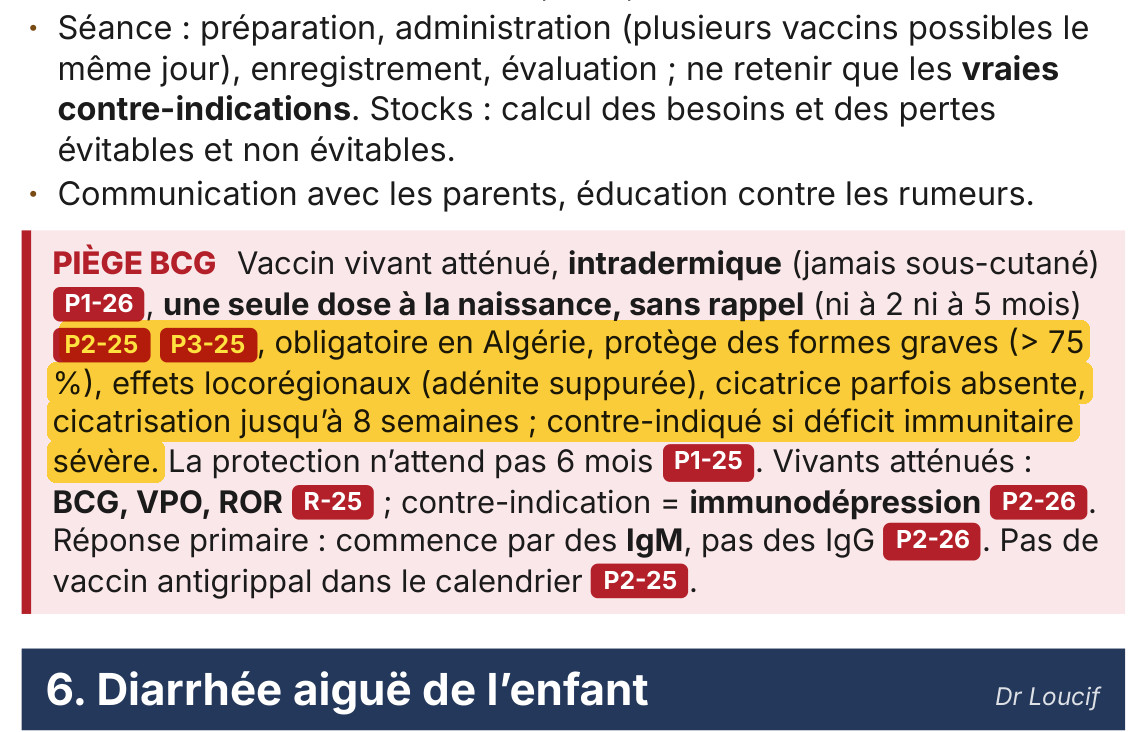 • Séance : préparation, administration (plusieurs vaccins possibles le
même jour), enregistrement, évaluation ; ne retenir que les vraies
contre-indications. Stocks : calcul des besoins et des pertes
évitables et non évitables.
• Communication avec les parents, éducation contre les rumeurs.
PIÈGE BCG Vaccin vivant atténué, intradermique (jamais sous-cutané)
P1-26, une seule dose à la naissance, sans rappel (ni à 2 ni à 5 mois)
P2-25 P3-25, obligatoire en Algérie, protège des formes graves (> 75
%), effets locorégionaux (adénite suppurée), cicatrice parfois absente,
cicatrisation jusqu’à 8 semaines ; contre-indiqué si déficit immunitaire
sévère. La protection n’attend pas 6 mois P1-25. Vivants atténués :
BCG, VPO, ROR R-25 ; contre-indication = immunodépression P2-26.
Réponse primaire : commence par des IgM, pas des IgG P2-26. Pas de
vaccin antigrippal dans le calendrier P2-25.
6. Diarrhée aiguë de l’enfant Dr Loucif